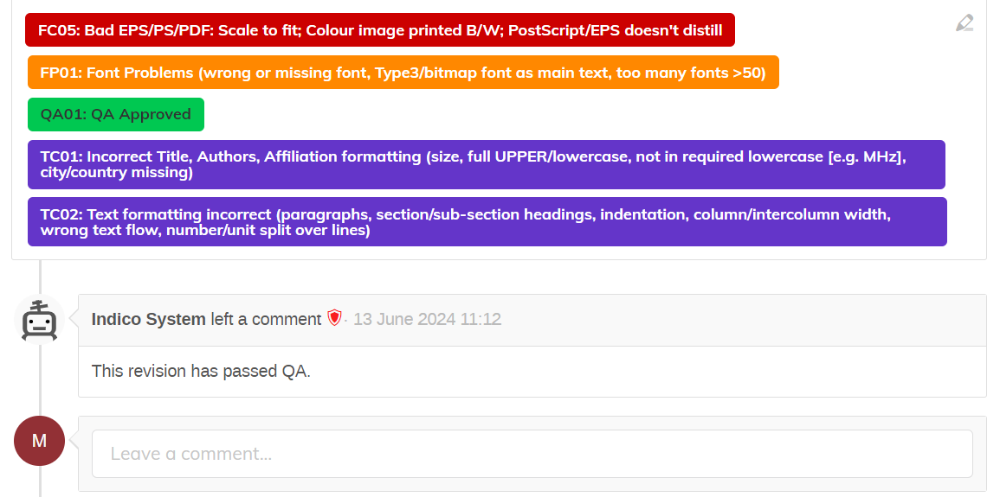 FC05: Bad EPS/PS/PDF: Scale to fit; Colour image printed B/W; PostScript/EPS doesn't distill
FP01: Font Problems (wrong or missing font, Type3/bitmap font as main text, too many fonts >50)
QA01: QA Approved
TC01: Incorrect Title, Authors, Affiliation formatting (size, full UPPER/lowercase, not in required lowercase [e.g. MHz],
city/country missing)
TC02: Text formatting incorrect (paragraphs, section/sub-section headings, indentation, column/intercolumn width,
wrong text flow, number/unit split over lines)
Indico System left a comment · 13 June 2024 11:12
This revision has passed QA.
M
Leave a comment...